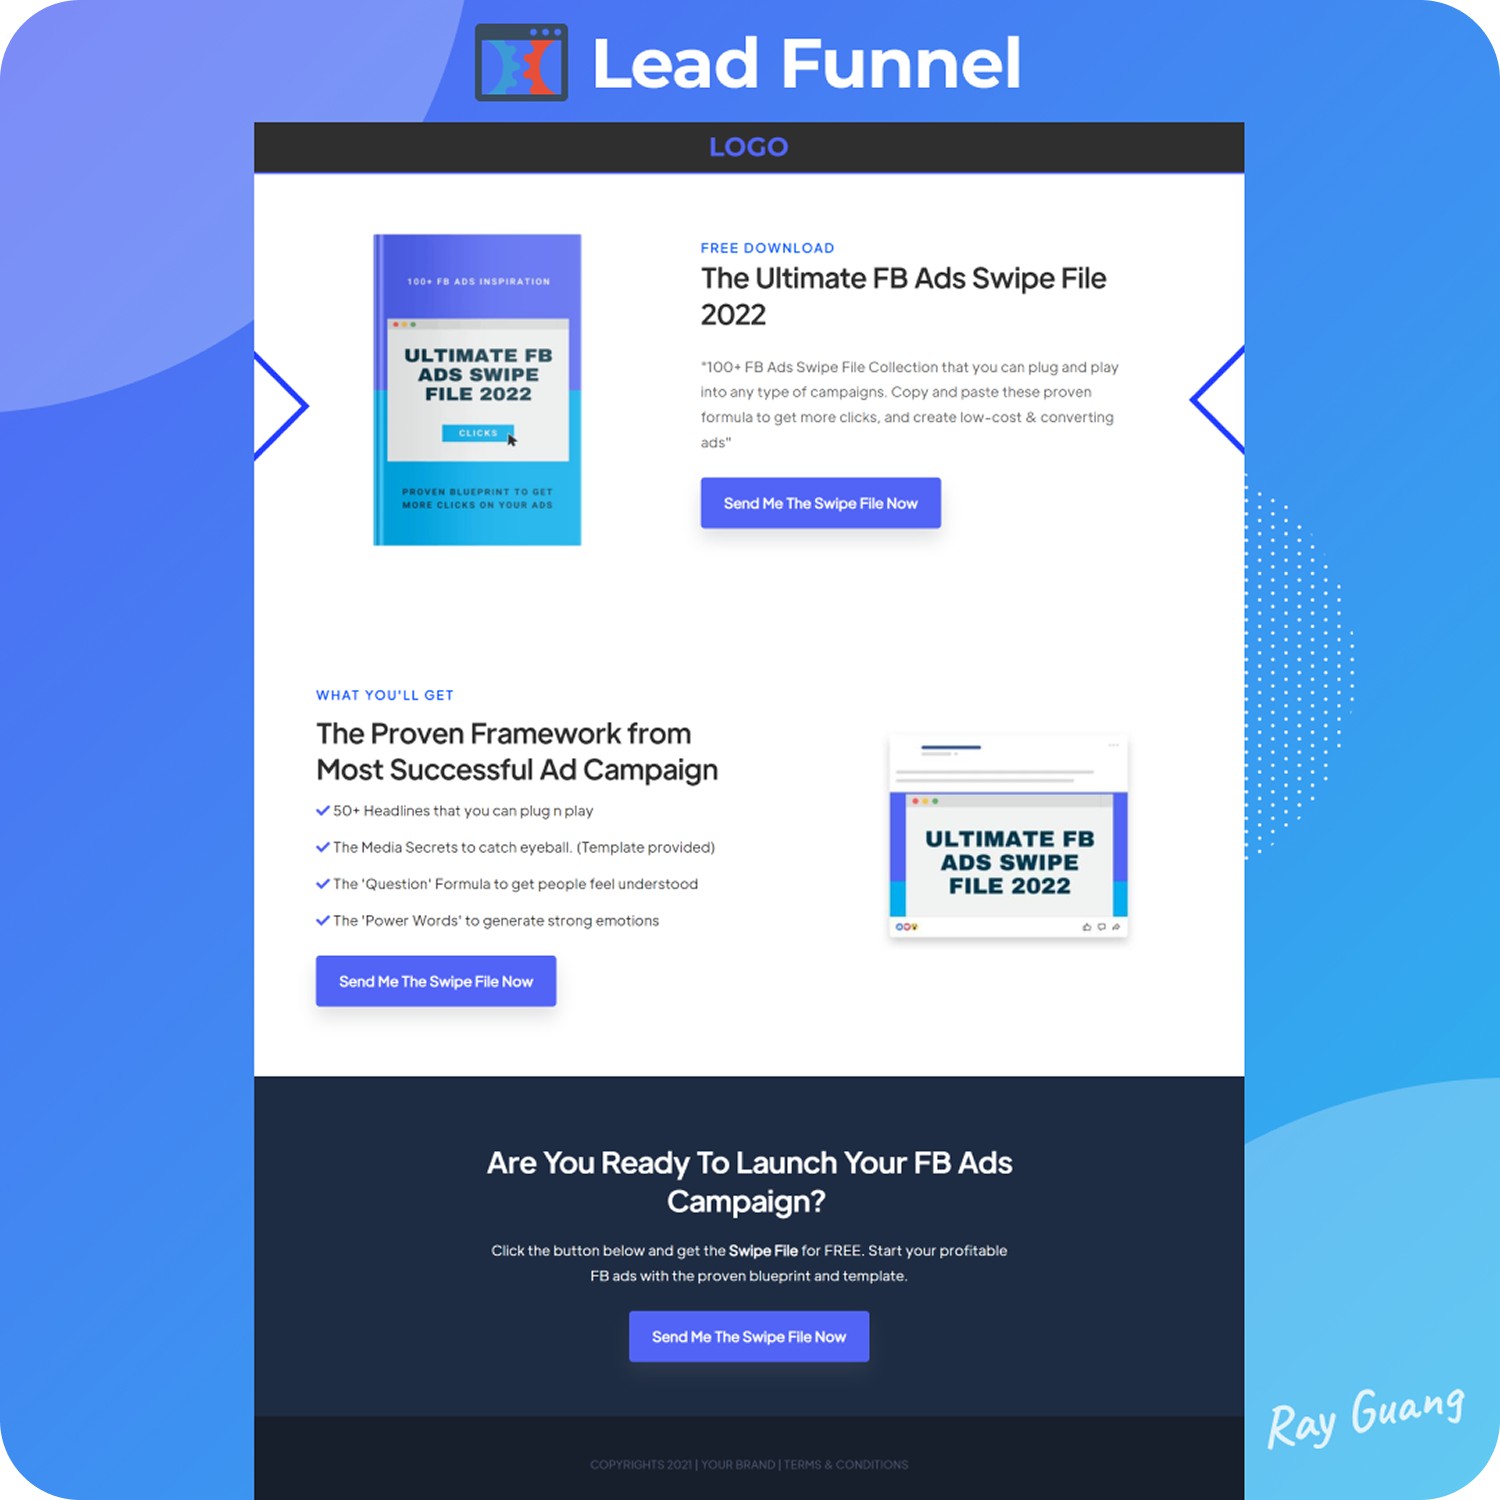 Lead Funnel
LOGO
100+ FB ADS INSPIRATION
ULTIMATE FB
ADS SWIPE
FILE 2022
CLICKS
PROVEN BLUEPRINT TO GET
MORE CLICKS ON YOUR ADS
FREE DOWNLOAD
The Ultimate FB Ads Swipe File
2022
"100+ FB Ads Swipe File Collection that you can plug and play
into any type of campaigns. Copy and paste these proven
formula to get more clicks, and create low-cost & converting
ads"
Send Me The Swipe File Now
WHAT YOU'LL GET
The Proven Framework from
Most Successful Ad Campaign
50+ Headlines that you can plug n play
The Media Secrets to catch eyeball. (Template provided)
The 'Question' Formula to get people feel understood
The 'Power Words' to generate strong emotions
Send Me The Swipe File Now
ULTIMATE FB
ADS SWIPE
FILE 2022
Are You Ready To Launch Your FB Ads
Campaign?
Click the button below and get the Swipe File for FREE. Start your profitable
FB ads with the proven blueprint and template.
Send Me The Swipe File Now
COPYRIGHTS 2021 | YOUR BRAND | TERMS & CONDITIONS
Ray Guang